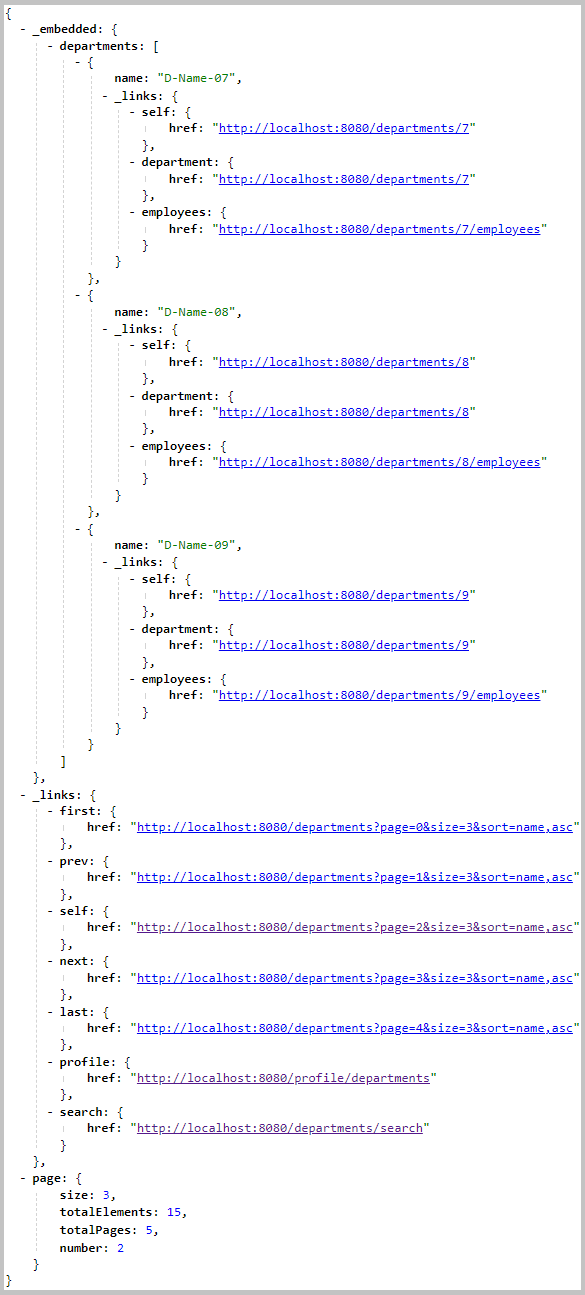 {
- _embedded: {
- departments: [
- {
name: "D-Name-07",
- _links: {
- self: {
href: "http://localhost:8080/departments/7"
},
- department: {
href: "http://localhost:8080/departments/7"
},
- employees: {
href: "http://localhost:8080/departments/7/employees"
}
}
},
- {
name: "D-Name-08",
- _links: {
- self: {
href: "http://localhost:8080/departments/8"
},
- department: {
href: "http://localhost:8080/departments/8"
},
- employees: {
href: "http://localhost:8080/departments/8/employees"
}
}
},
- {
name: "D-Name-09",
- _links: {
- self: {
href: "http://localhost:8080/departments/9"
},
- department: {
href: "http://localhost:8080/departments/9"
},
- employees: {
href: "http://localhost:8080/departments/9/employees"
}
}
}
]
},
- _links: {
- first: {
href: "http://localhost:8080/departments?page=0&size=3&sort=name,asc"
},
- prev: {
href: "http://localhost:8080/departments?page=1&size=3&sort=name,asc"
},
- self: {
href: "http://localhost:8080/departments?page=2&size=3&sort=name,asc"
},
- next: {
href: "http://localhost:8080/departments?page=3&size=3&sort=name,asc"
},
- last: {
href: "http://localhost:8080/departments?page=4&size=3&sort=name,asc"
},
- profile: {
href: "http://localhost:8080/profile/departments"
},
- search: {
href: "http://localhost:8080/departments/search"
}
},
- page: {
size: 3,
totalElements: 15,
totalPages: 5,
number: 2
}
}